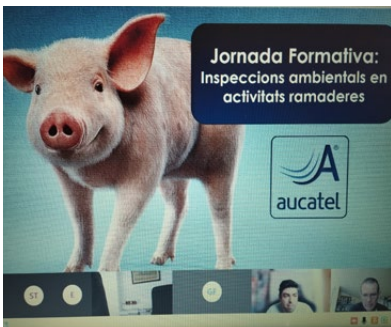 Jornada Formativa:
Inspeccions ambientals en
activitats ramaderes
A®
aucatel
ST
E
GF